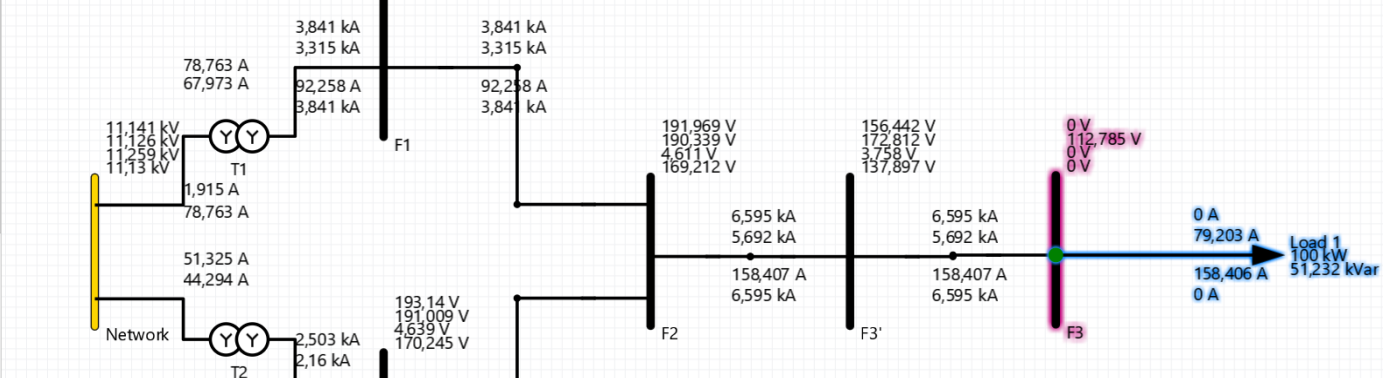 3,841 kA
3,315 kA
3,841 kA
3,315 kA
78,763 A
67,973 A
92,258 A
3,841 kA
92,258 A
3,841 kA
11,141 kV
11,126 kV
11,259 kV
11,13 kV
T1
F1
1,915 A
78,763 A
191,969 V
190,339 V
4,611 V
169,212 V
156,442 V
172,812 V
3,758 V
137,897 V
0 V
112,785 V
0 V
0 V
6,595 kA
5,692 kA
158,407 A
6,595 kA
6,595 kA
5,692 kA
158,407 A
6,595 kA
0 A
79,203 A
158,406 A
0 A
Load 1
100 kW
51,232 kVar
51,325 A
44,294 A
Network
193,14 V
191,009 V
4,639 V
170,245 V
F2
F3'
F3
2,503 kA
2,16 kA
T2